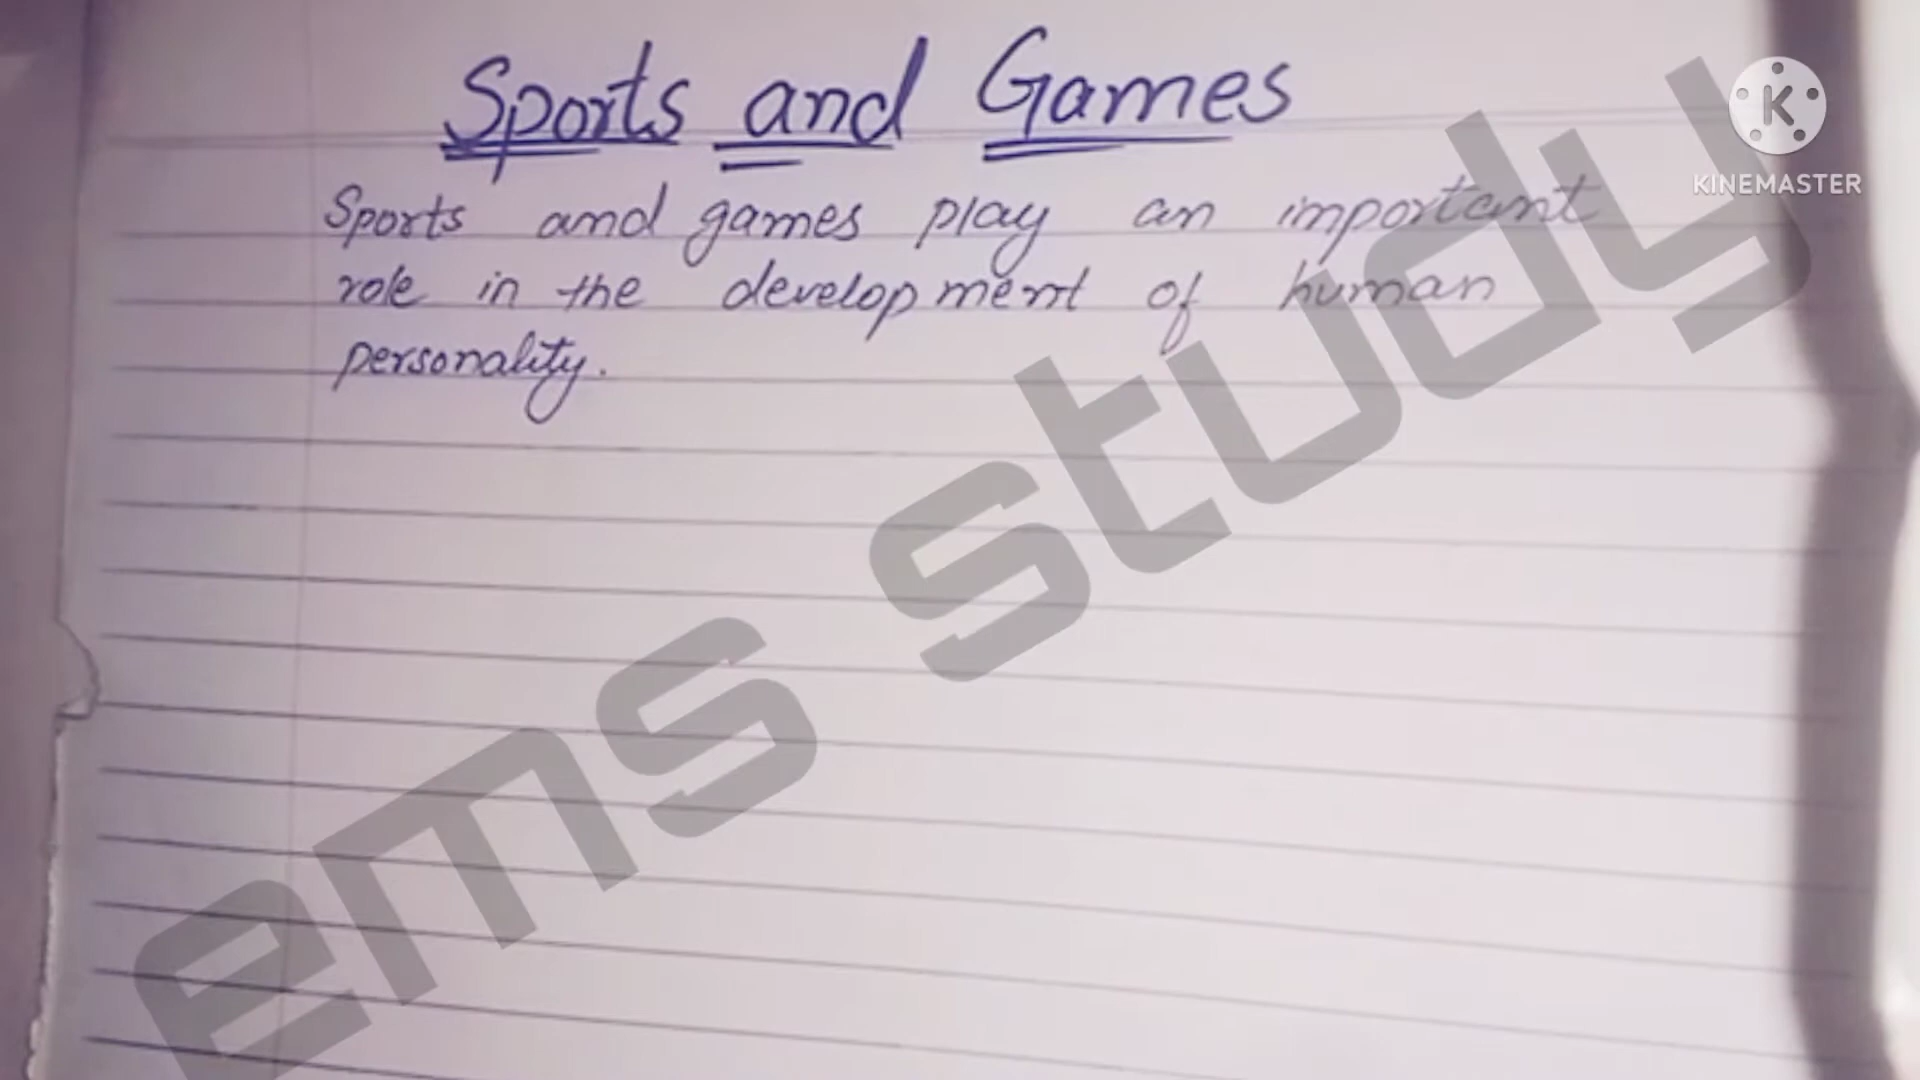 Sports and Games
KINEMASTER
Sports and games play an important
role in the development of human
personality.
ems study